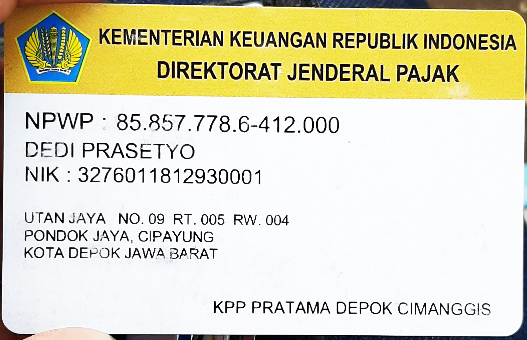 KEMENTERIAN KEUANGAN REPUBLIK INDONESIA
DIREKTORAT JENDERAL PAJAK
NPWP : 85.857.778.6-412.000
DEDI PRASETYO
NIK : 3276011812930001
UTAN JAYA NO. 09 RT. 005 RW. 004
PONDOK JAYA, CIPAYUNG
KOTA DEPOK JAWA BARAT
KPP PRATAMA DEPOK CIMANGGIS